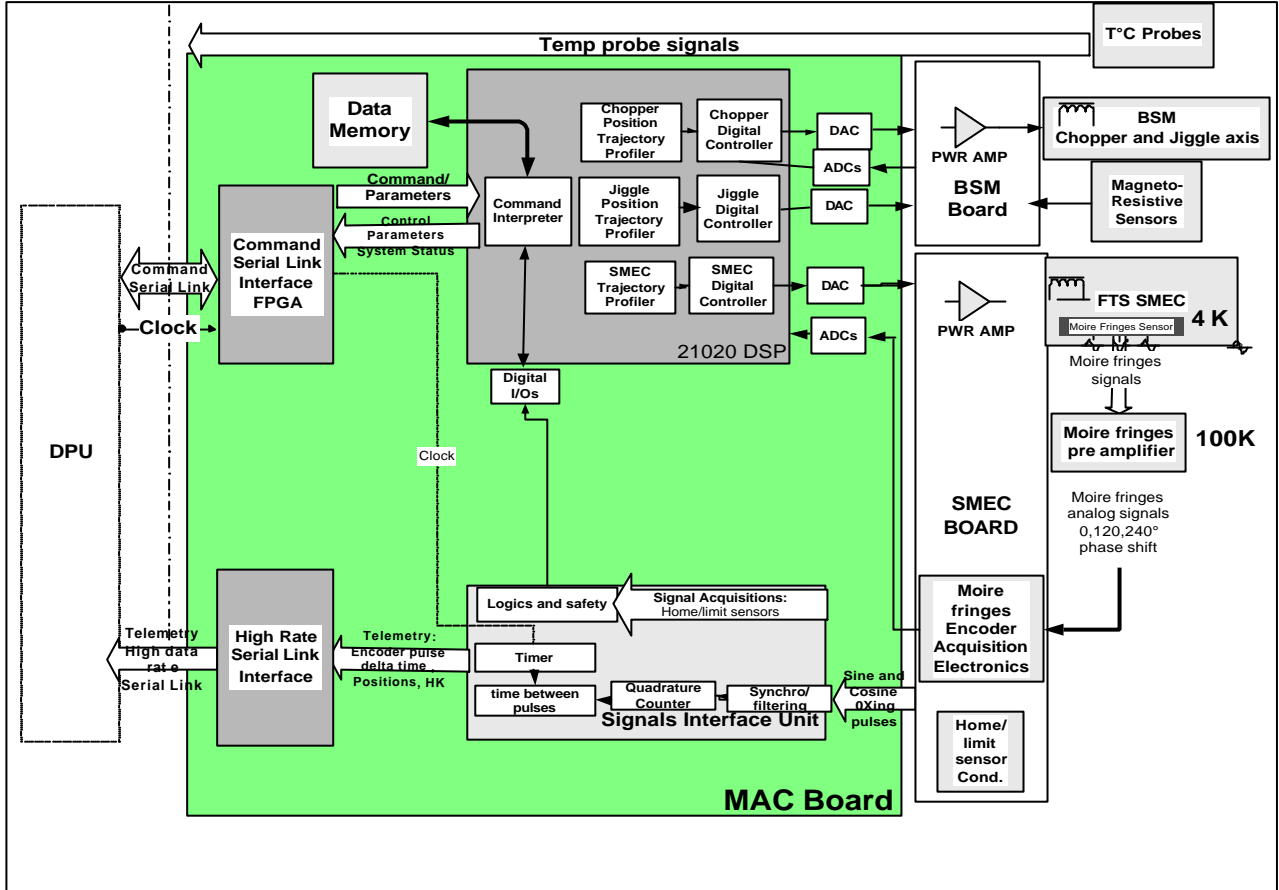 Temp probe signals
T°C Probes
Data
Memory
Chopper
Position
Trajectory
Profiler
Chopper
Digital
Controller
DAC
ADCs
PWR AMP
BSM
Board
BSM
Chopper and Jiggle axis
Magneto-
Resistive
Sensors
Command/
Parameters
Control
Parameters
System Status
Command
Interpreter
Jiggle
Position
Trajectory
Profiler
Jiggle
Digital
Controller
DAC
SMEC
Trajectory
Profiler
SMEC
Digital
Controller
DAC
ADCs
21020 DSP
Command
Serial Link
Interface
FPGA
Command
Serial Link
Clock
PWR AMP
FTS SMEC
Moire Fringes Sensor
4 K
Moire fringes
signals
Moire fringes
pre amplifier
100K
Digital
I/Os
DPU
Clock
SMEC
BOARD
Moire fringes
analog signals
0,120,240°
phase shift
Moire
fringes
Encoder
Acquisition
Electronics
Logics and safety
Signal Acquisitions:
Home/limit sensors
High Rate
Serial Link
Interface
Telemetry
High data
rat e
Serial Link
Telemetry:
Encoder pulse
delta time ,
Positions, HK
Timer
time between
pulses
Quadrature
Counter
Synchro/
filtering
Signals Interface Unit
Sine and
Cosine
0Xing
pulses
Home/
limit
sensor
Cond.
MAC Board